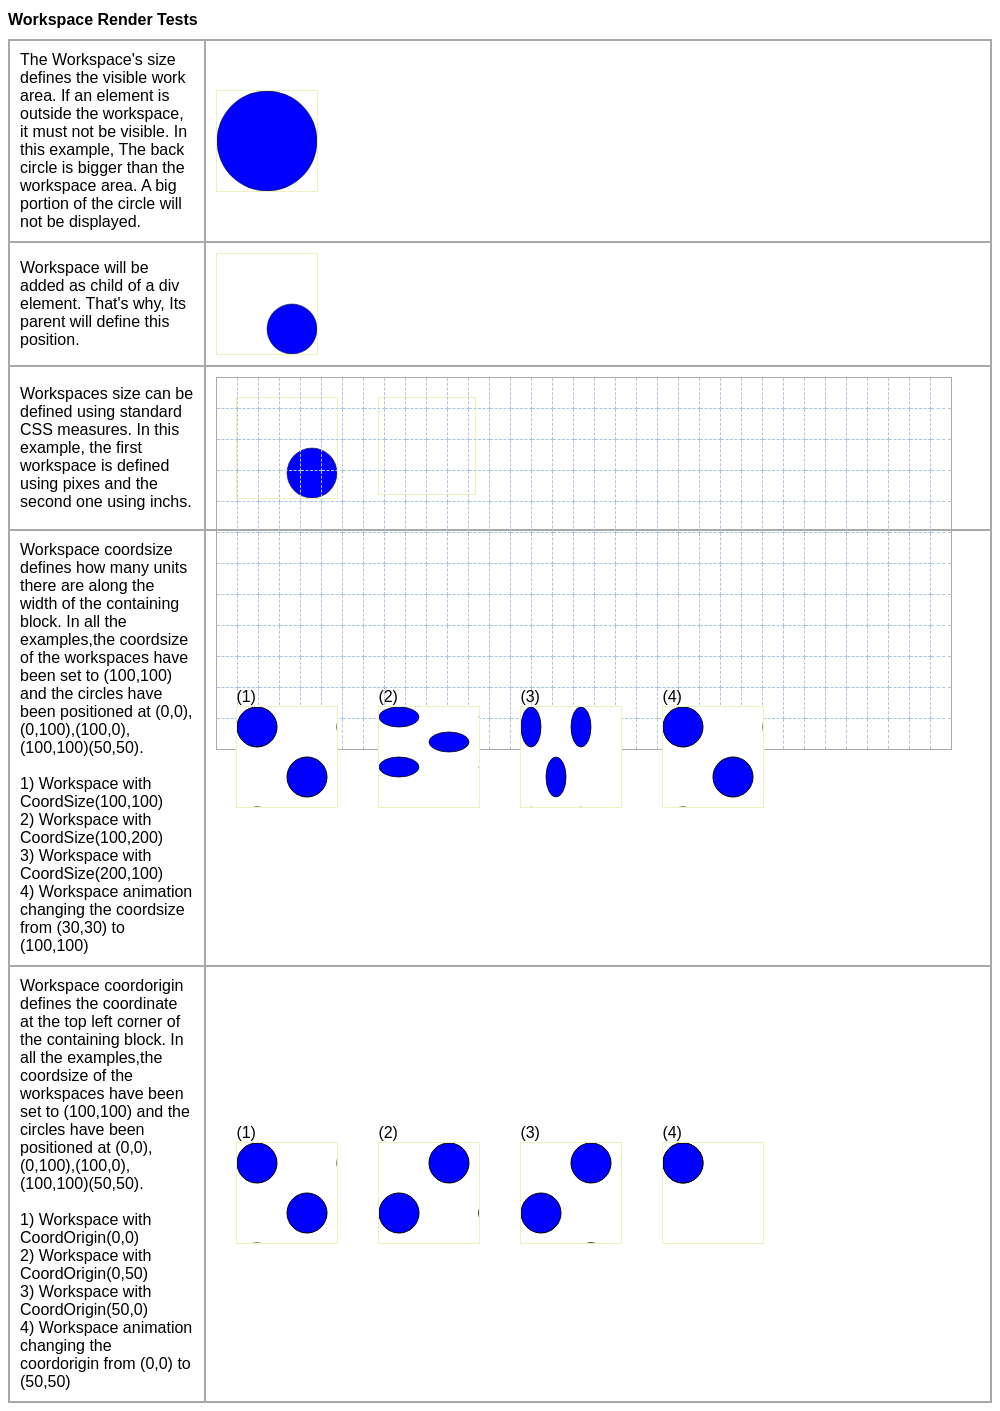 Workspace Render Tests
The Workspace's size
defines the visible work
area. If an element is
outside the workspace,
it must not be visible. In
this example, The back
circle is bigger than the
workspace area. A big
portion of the circle will
not be displayed.
Workspace will be
added as child of a div
element. That's why, Its
parent will define this
position.
Workspaces size can be
defined using standard
CSS measures. In this
example, the first
workspace is defined
using pixes and the
second one using inchs.
Workspace coordsize
defines how many units
there are along the
width of the containing
block. In all the
examples,the coordsize
of the workspaces have
been set to (100,100)
and the circles have
been positioned at (0,0),
(0,100),(100,0),
(100,100)(50,50).
1) Workspace with
CoordSize(100,100)
2) Workspace with
CoordSize(100,200)
3) Workspace with
CoordSize(200,100)
4) Workspace animation
changing the coordsize
from (30,30) to
(100,100)
(1) (2) (3) (4)
Workspace coordorigin
defines the coordinate
at the top left corner of
the containing block. In
all the examples,the
coordsize of the
workspaces have been
set to (100,100) and the
circles have been
positioned at (0,0),
(0,100),(100,0),
(100,100)(50,50).
1) Workspace with
CoordOrigin(0,0)
2) Workspace with
CoordOrigin(0,50)
3) Workspace with
CoordOrigin(50,0)
4) Workspace animation
changing the
coordorigin from (0,0) to
(50,50)
(1) (2) (3) (4)